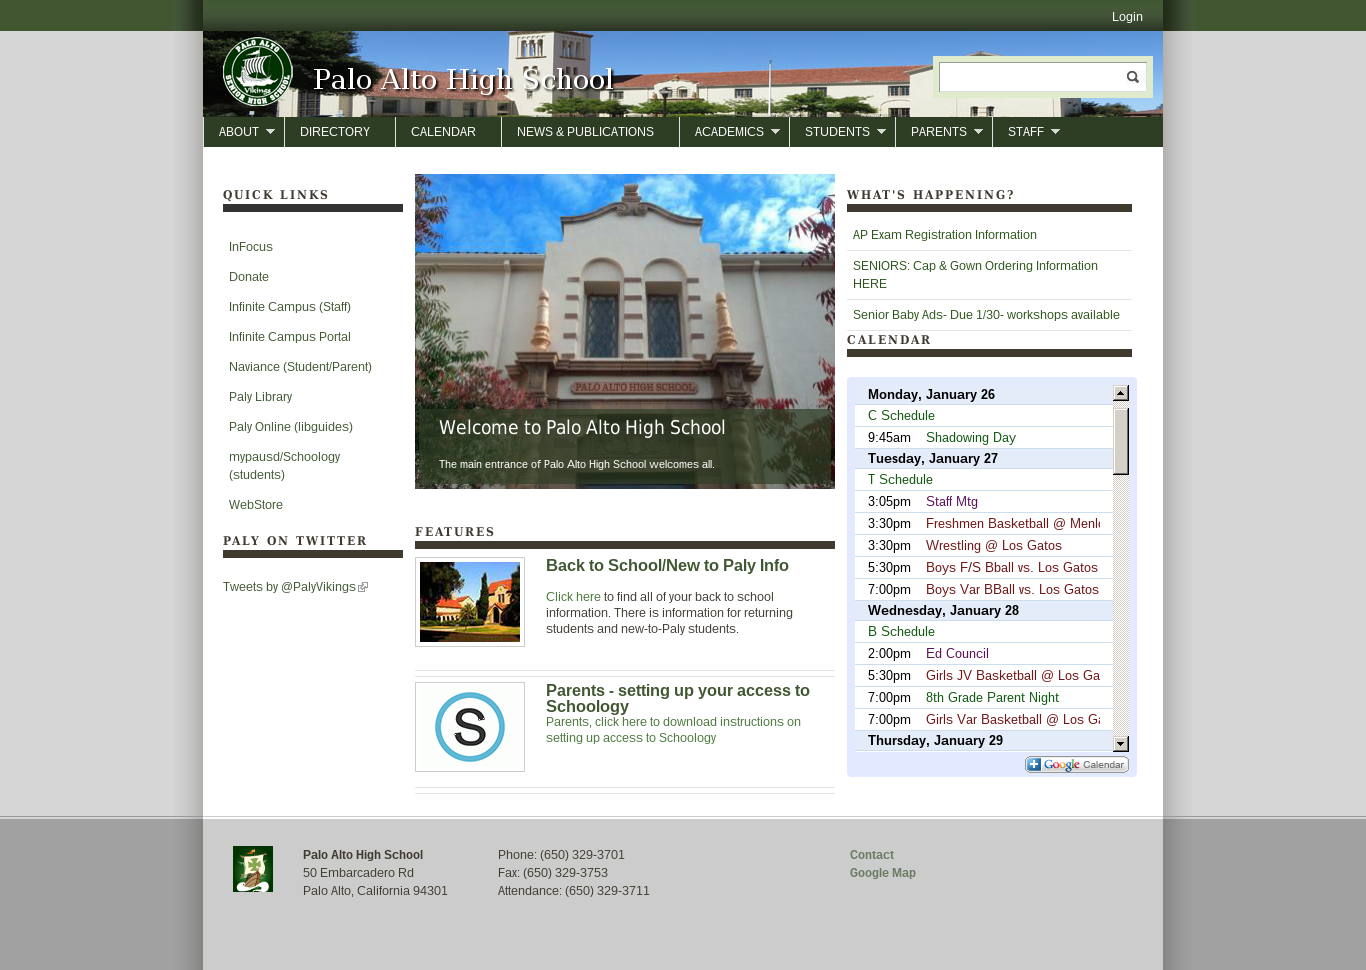 Login
PALO ALTO
Vikings
SENIOR HIGH SCHOOL
Palo Alto High School
ABOUT
DIRECTORY
CALENDAR
NEWS & PUBLICATIONS
ACADEMICS
STUDENTS
PARENTS
STAFF
QUICK LINKS
InFocus
Donate
Infinite Campus (Staff)
Infinite Campus Portal
Naviance (Student/Parent)
Paly Library
Paly Online (libguides)
mypausd/Schoology
(students)
WebStore
PALY ON TWITTER
Tweets by @PalyVikings
PALO ALTO HIGH SCHOOL
Welcome to Palo Alto High School
The main entrance of Palo Alto High School welcomes all.
FEATURES
Back to School/New to Paly Info
Click here to find all of your back to school
information. There is information for returning
students and new-to-Paly students.
S
Parents - setting up your access to
Schoology
Parents, click here to download instructions on
setting up access to Schoology
WHAT'S HAPPENING?
AP Exam Registration Information
SENIORS: Cap & Gown Ordering Information
HERE
Senior Baby Ads- Due 1/30- workshops available
CALENDAR
Monday, January 26
C Schedule
9:45am Shadowing Day
Tuesday, January 27
T Schedule
3:05pm Staff Mtg
3:30pm Freshmen Basketball @ Menlo
3:30pm Wrestling @ Los Gatos
5:30pm Boys F/S Bball vs. Los Gatos
7:00pm Boys Var BBall vs. Los Gatos
Wednesday, January 28
B Schedule
2:00pm Ed Council
5:30pm Girls JV Basketball @ Los Ga
7:00pm 8th Grade Parent Night
7:00pm Girls Var Basketball @ Los Ga
Thursday, January 29
Google Calendar
Palo Alto High School
50 Embarcadero Rd
Palo Alto, California 94301
Phone: (650) 329-3701
Fax: (650) 329-3753
Attendance: (650) 329-3711
Contact
Google Map